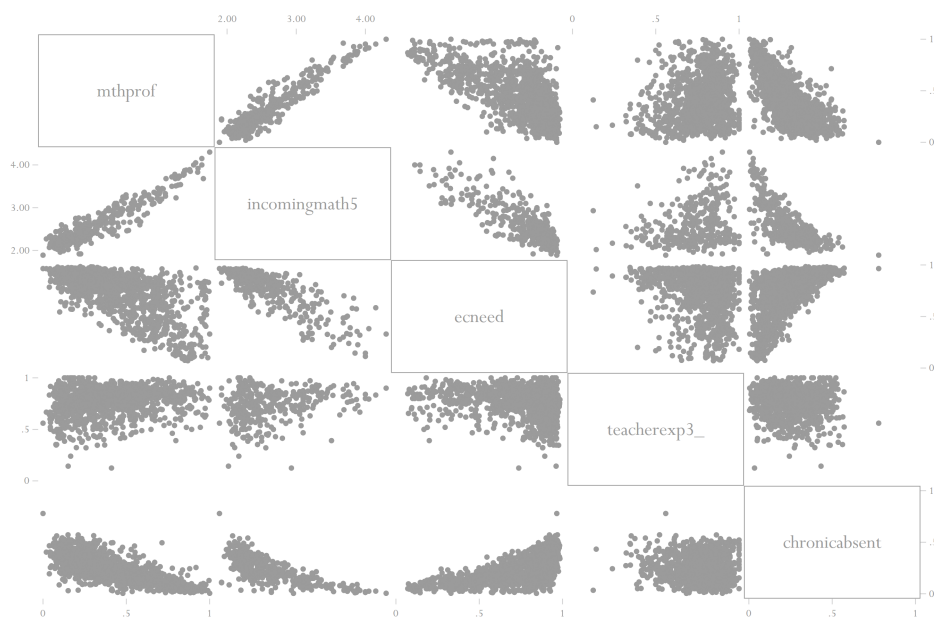 2.00 3.00 4.00 0 .5 1
mthprof
1
.5
0
4.00
3.00
2.00
incomingmath5
ecneed
1
.5
0
1
.5
0
teacherexp3_
chronicabsent
1
.5
0
0 .5 1 0 .5 1 0 .5 1